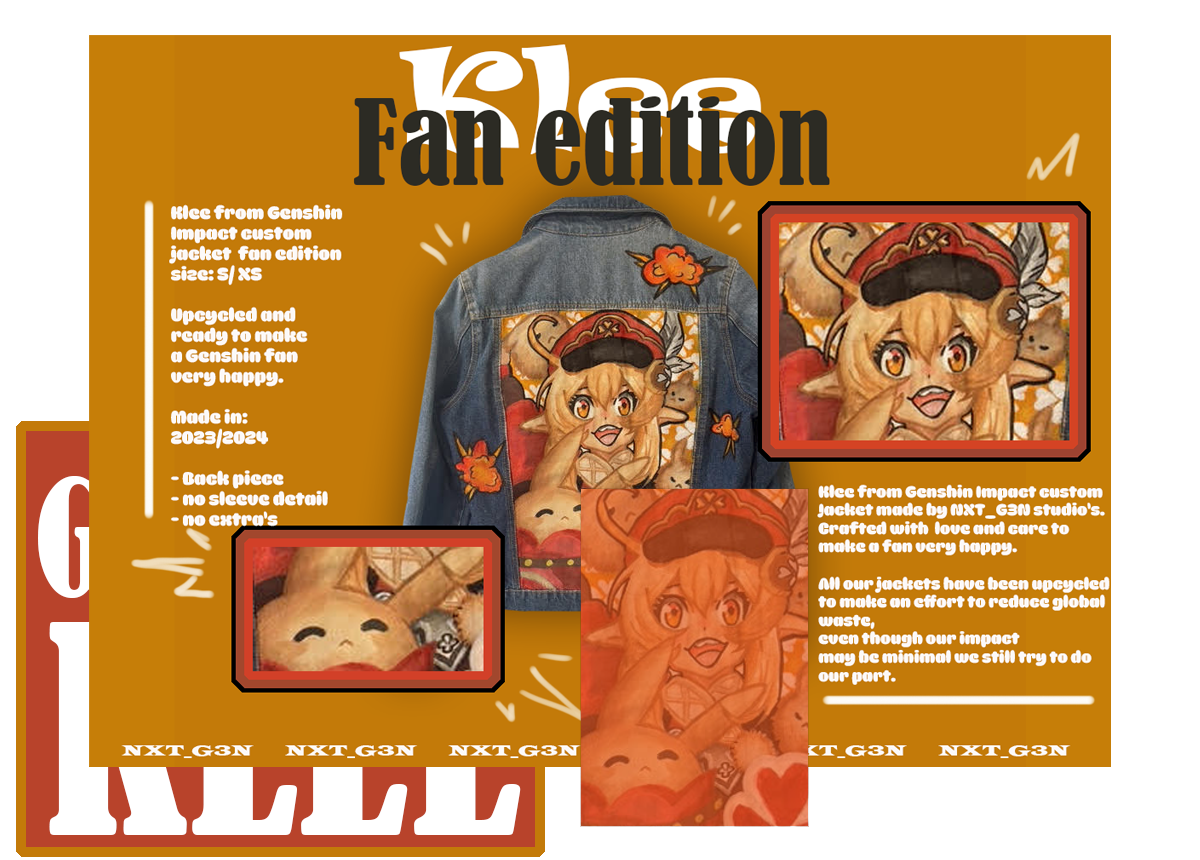 Klee
Fan edition
Klee from Genshin
Impact custom
jacket fan edition
size: S/ XS
Upcycled and
ready to make
a Genshin fan
very happy.
Made in:
2023/2024
- Back piece
- no sleeve detail
- no extra's
Klee from Genshin Impact custom
jacket made by NXT_G3N studio's.
Crafted with love and care to
make a fan very happy.
All our jackets have been upcycled
to make an effort to reduce global
waste,
even though our impact
may be minimal we still try to do
our part.
NXT_G3N NXT_G3N NXT_G3N XT_G3N NXT_G3N
G
KLEE